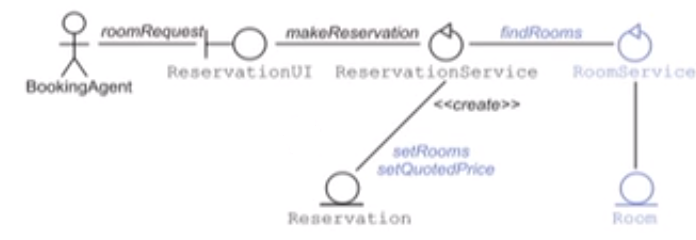 roomRequest
makeReservation
findRooms
ReservationUI
ReservationService
RoomService
BookingAgent
<<create>>
setRooms
setQuotedPrice
Reservation
Room